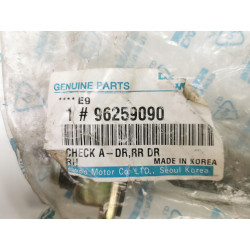 GENUINE PARTS
**** E9
1 # 96259090
CHECK A-DR,RR DR
RH
MADE IN KOREA
Motor Co., LTD., Seoul Korea